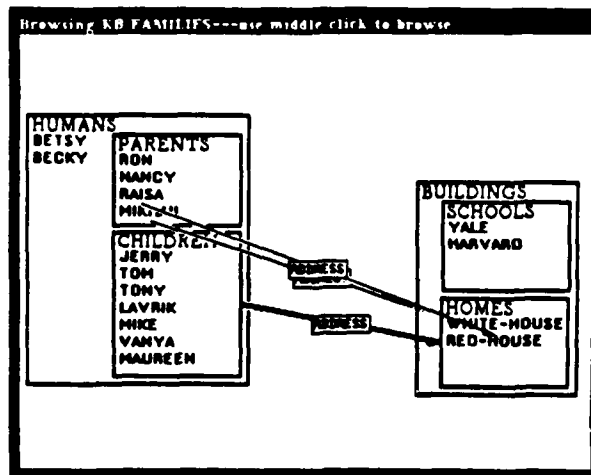 Browsing KB FAMILIES---use middle click to browse
HUMANS
BETSY
BECKY
PARENTS
RON
NANCY
RAISA
CHILDREN
JERRY
TOM
TONY
LAVRIK
MIKE
VANYA
MAUREEN
ADDRESS
ADDRESS
BUILDINGS
SCHOOLS
YALE
HARVARD
HOMES
WHITE-HOUSE
RED-HOUSE